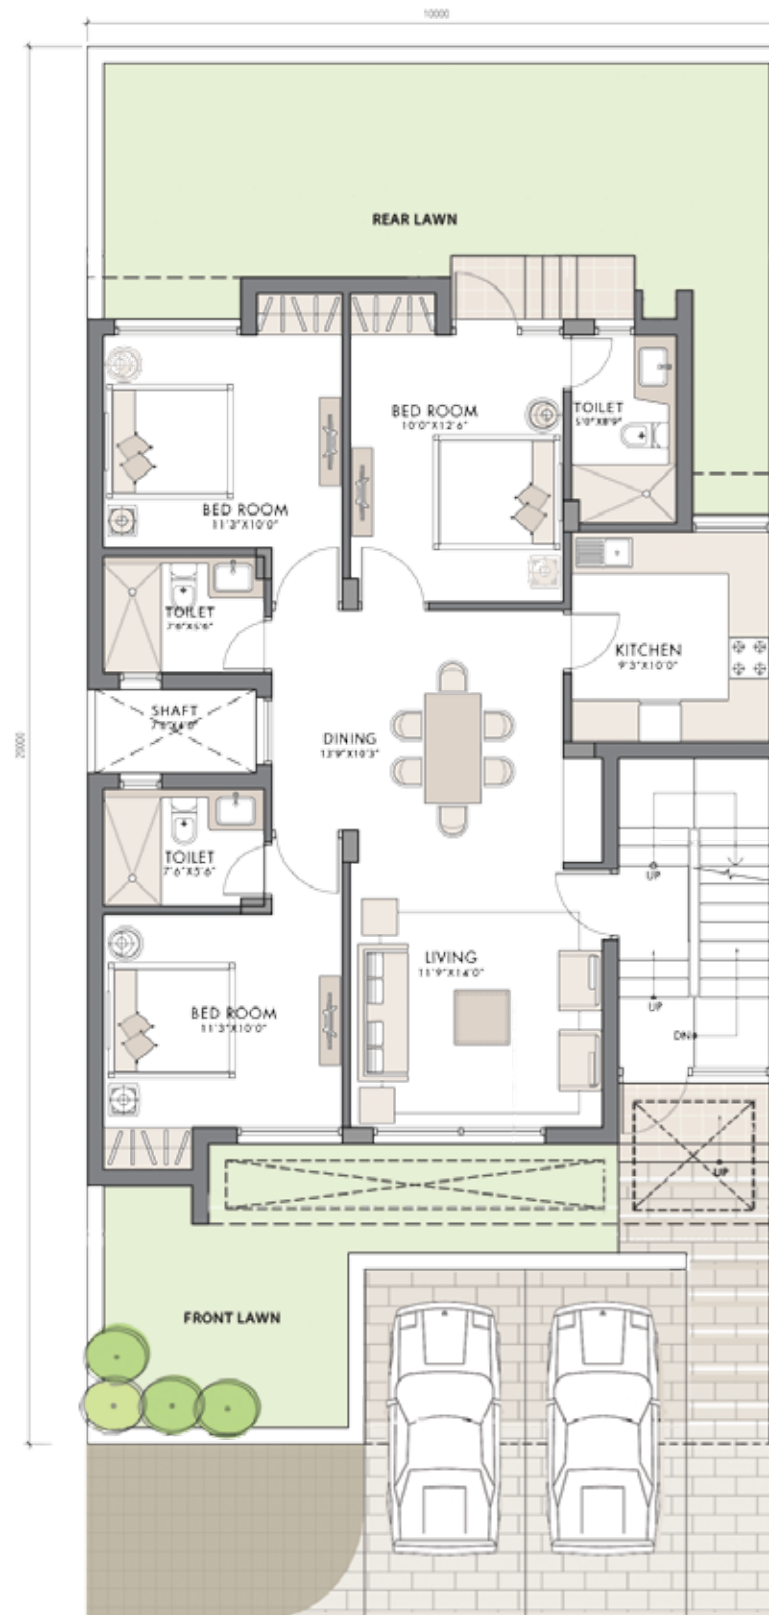 10000
REAR LAWN
BED ROOM
10'0"X12'6"
TOILET
5'0"X8'9"
BED ROOM
11'3"X10'0"
TOILET
KITCHEN
9'3"X10'0"
SHAFT
DINING
13'9"X10'3"
20000
TOILET
7'6"X5'6"
UP
LIVING
11'9"X14'0"
BED ROOM
11'3"X10'0"
UP
DN
UP
FRONT LAWN